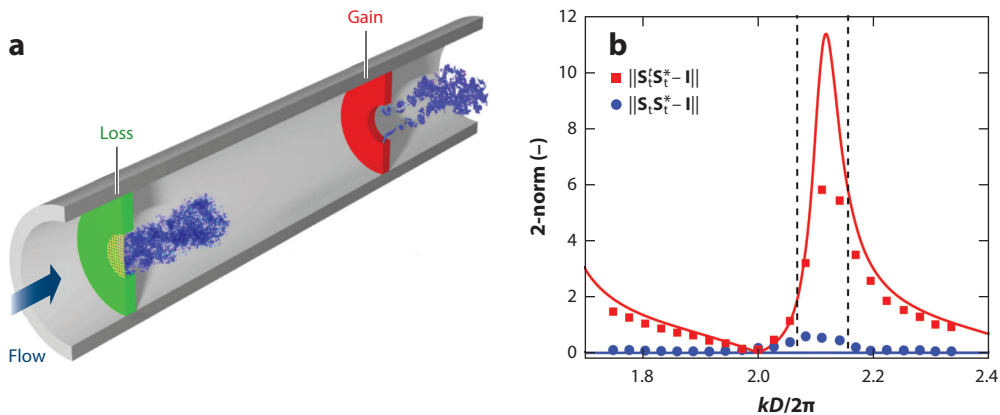 a
Gain
Loss
Flow
b
||S_t^t S_t^* – I||
||S_t S_t^* – I||
2-norm (–)
12
10
8
6
4
2
0
1.8
2.0
2.2
2.4
kD/2π